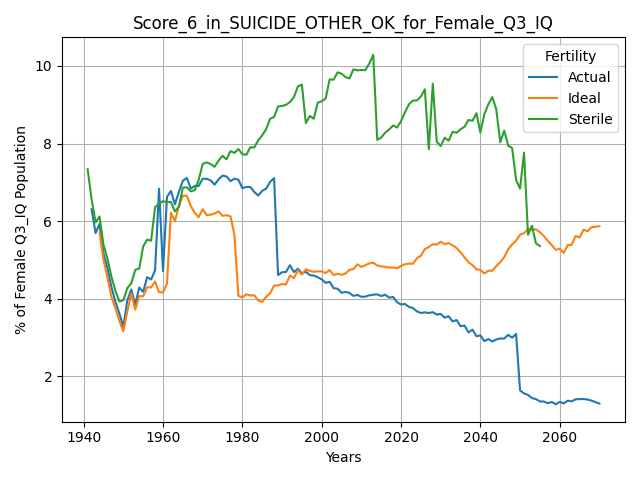 Score_6_in_SUICIDE_OTHER_OK_for_Female_Q3_IQ
% of Female Q3_IQ Population
10
8
6
4
2
Fertility
Actual
Ideal
Sterile
1940 1960 1980 2000 2020 2040 2060
Years